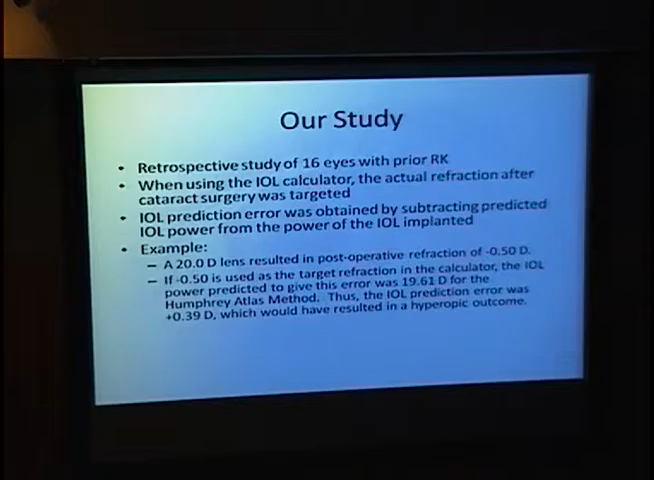 Our Study
• Retrospective study of 16 eyes with prior RK
• When using the IOL calculator, the actual refraction after
cataract surgery was targeted
• IOL prediction error was obtained by subtracting predicted
IOL power from the power of the IOL implanted
• Example:
– A 20.0 D lens resulted in post-operative refraction of -0.50 D.
– If -0.50 is used as the target refraction in the calculator, the IOL
power predicted to give this error was 19.61 D for the
Humphrey Atlas Method. Thus, the IOL prediction error was
+0.39 D, which would have resulted in a hyperopic outcome.